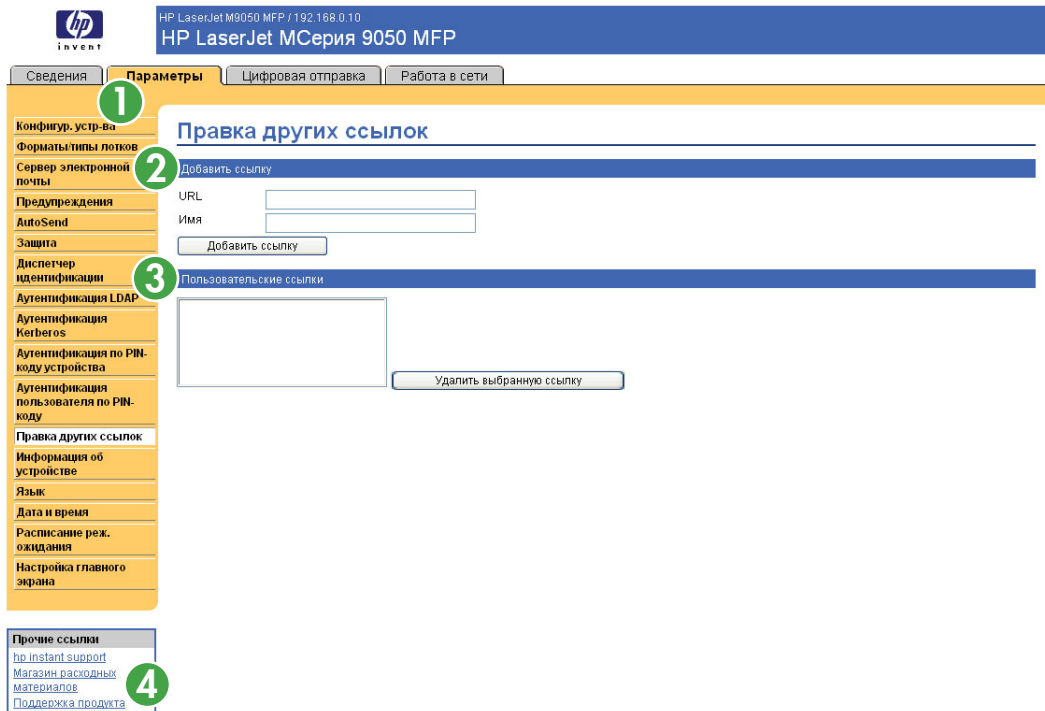 hp
invent
HP LaserJet M9050 MFP / 192.168.0.10
HP LaserJet MСерия 9050 MFP
Сведения
Параметры
Цифровая отправка
Работа в сети
1
Конфигур. устр-ва
Форматы/типы лотков
Сервер электронной
почты
Предупреждения
AutoSend
Защита
Диспетчер
идентификации
Аутентификация LDAP
Аутентификация
Kerberos
Аутентификация по PIN-
коду устройства
Аутентификация
пользователя по PIN-
коду
Правка других ссылок
Информация об
устройстве
Язык
Дата и время
Расписание реж.
ожидания
Настройка главного
экрана
Правка других ссылок
2
Добавить ссылку
URL
Имя
Добавить ссылку
3
Пользовательские ссылки
Удалить выбранную ссылку
Прочие ссылки
hp instant support
Магазин расходных
материалов
Поддержка продукта
4